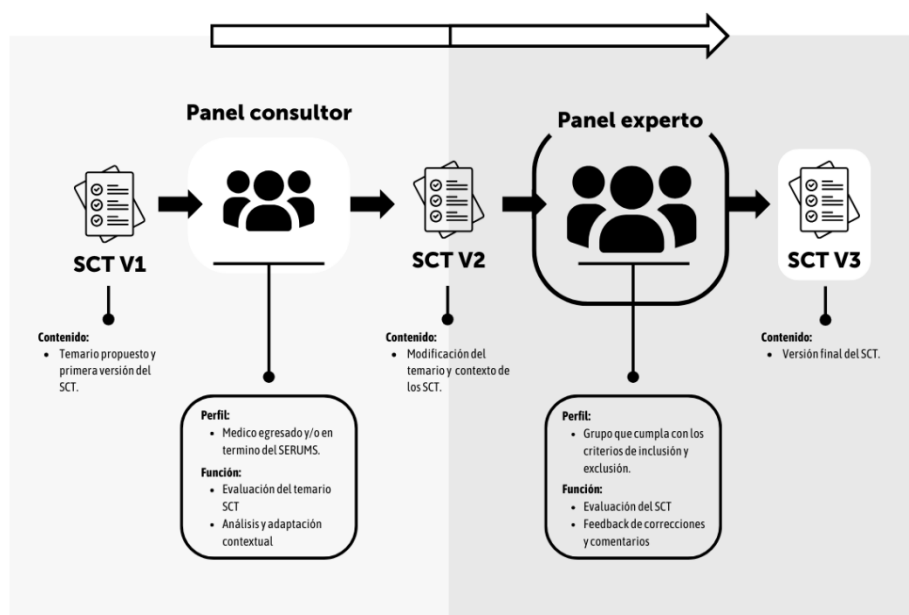 Panel consultor
Panel experto
SCT V1
SCT V2
SCT V3
Contenido:
• Temario propuesto y
primera versión del
SCT.
Contenido:
• Modificación del
temario y contexto de
los SCT.
Contenido:
• Versión final del SCT.
Perfil:
• Medico egresado y/o en
termino del SERUMS.
Función:
• Evaluación del temario
SCT
• Análisis y adaptación
contextual
Perfil:
• Grupo que cumpla con los
criterios de inclusión y
exclusión.
Función:
• Evaluación del SCT
• Feedback de correcciones
y comentarios